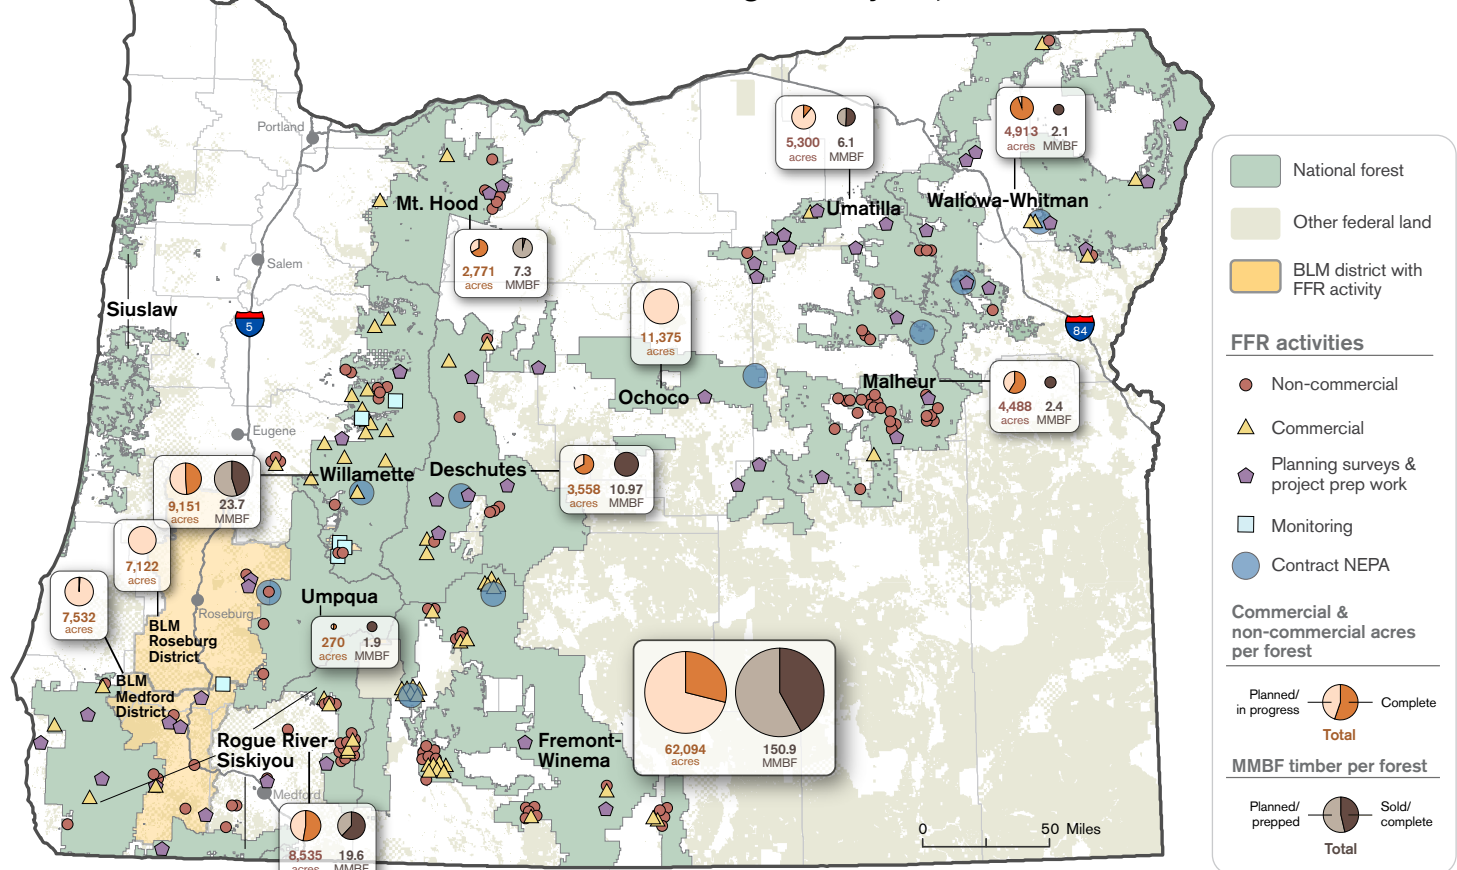 Portland
5,300
acres
6.1
MMBF
4,913
acres
2.1
MMBF
Mt. Hood
Umatilla
Wallowa-Whitman
2,771
acres
7.3
MMBF
Salem
Siuslaw
5
84
11,375
acres
Ochoco
Malheur
4,488
acres
2.4
MMBF
Eugene
Willamette
9,151
acres
23.7
MMBF
Deschutes
3,558
acres
10.97
MMBF
7,122
acres
7,532
acres
Roseburg
BLM
Roseburg
District
Umpqua
270
acres
1.9
MMBF
BLM
Medford
District
Rogue River-
Siskiyou
Medford
8,535
acres
19.6
MMBF
Fremont-
Winema
62,094
acres
150.9
MMBF
0
50 Miles
National forest
Other federal land
BLM district with
FFR activity
FFR activities
Non-commercial
Commercial
Planning surveys &
project prep work
Monitoring
Contract NEPA
Commercial &
non-commercial acres
per forest
Planned/
in progress
Complete
Total
MMBF timber per forest
Planned/
prepped
Sold/
complete
Total